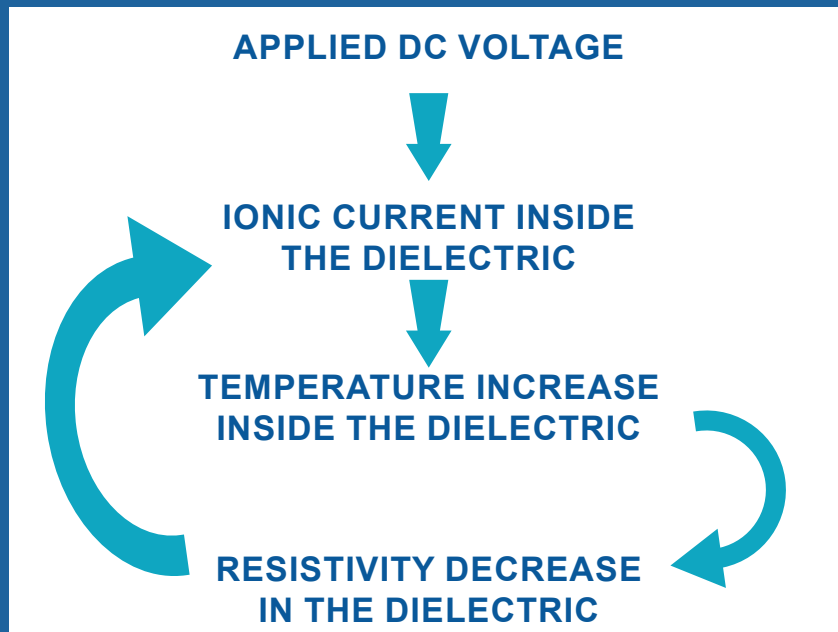 APPLIED DC VOLTAGE
IONIC CURRENT INSIDE
THE DIELECTRIC
TEMPERATURE INCREASE
INSIDE THE DIELECTRIC
RESISTIVITY DECREASE
IN THE DIELECTRIC